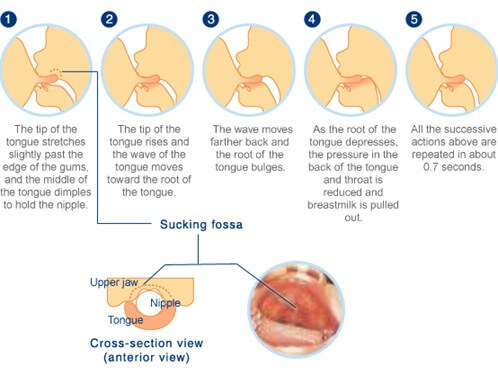 1
2
3
4
5
The tip of the
tongue stretches
slightly past the
edge of the gums,
and the middle of
the tongue dimples
to hold the nipple.
The tip of the
tongue rises and
the wave of the
tongue moves
toward the root of
the tongue.
The wave moves
farther back and
the root of the
tongue bulges.
As the root of the
tongue depresses,
the pressure in the
back of the tongue
and throat is
reduced and
breastmilk is pulled
out.
All the successive
actions above are
repeated in about
0.7 seconds.
Sucking fossa
Upper jaw
Nipple
Tongue
Cross-section view
(anterior view)